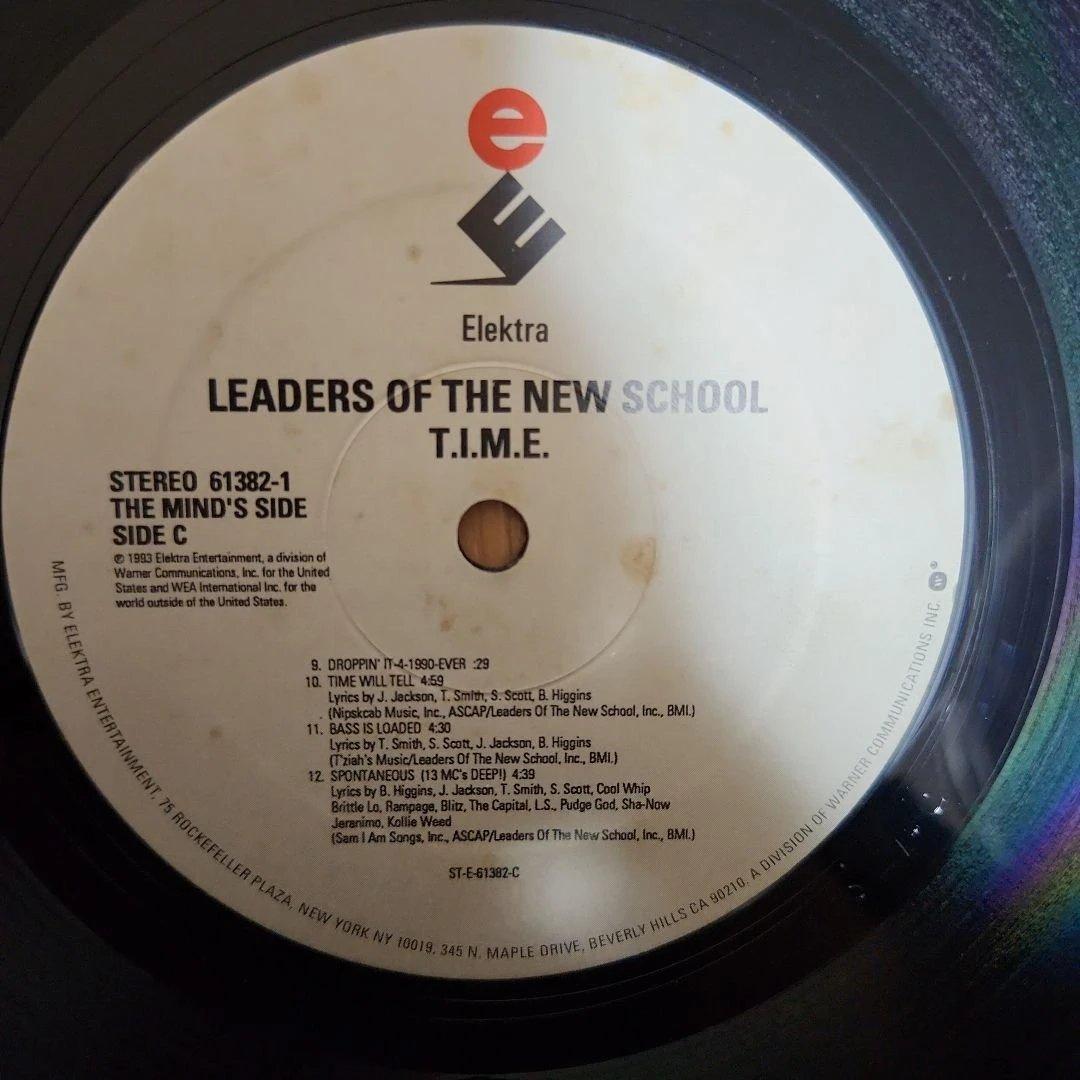 e
E
Elektra
LEADERS OF THE NEW SCHOOL
T.I.M.E.
STEREO 61382-1
THE MIND'S SIDE
SIDE C
℗ 1993 Elektra Entertainment, a division of
Warner Communications, Inc. for the United
States and WEA International Inc. for the
world outside of the United States.
9. DROPPIN' IT-4-1990-EVER :29
10. TIME WILL TELL 4:59
Lyrics by J. Jackson, T. Smith, S. Scott, B. Higgins
(Nipskcab Music, Inc., ASCAP/Leaders Of The New School, Inc., BMI.)
11. BASS IS LOADED 4:30
Lyrics by T. Smith, S. Scott, J. Jackson, B. Higgins
(T'ziah's Music/Leaders Of The New School, Inc., BMI.)
12. SPONTANEOUS (13 MC's DEEP!) 4:39
Lyrics by B. Higgins, J. Jackson, T. Smith, S. Scott, Cool Whip
Brittle Lo, Rampage, Blitz, The Capital, L.S., Pudge God, Sha-Now
Jeranimo, Kollie Weed
(Sam I Am Songs, Inc., ASCAP/Leaders Of The New School, Inc., BMI.)
ST-E-61382-C
MFG. BY ELEKTRA ENTERTAINMENT, 75 ROCKEFELLER PLAZA, NEW YORK NY 10019, 345 N. MAPLE DRIVE, BEVERLY HILLS CA 90210. A DIVISION OF WARNER COMMUNICATIONS INC. ®